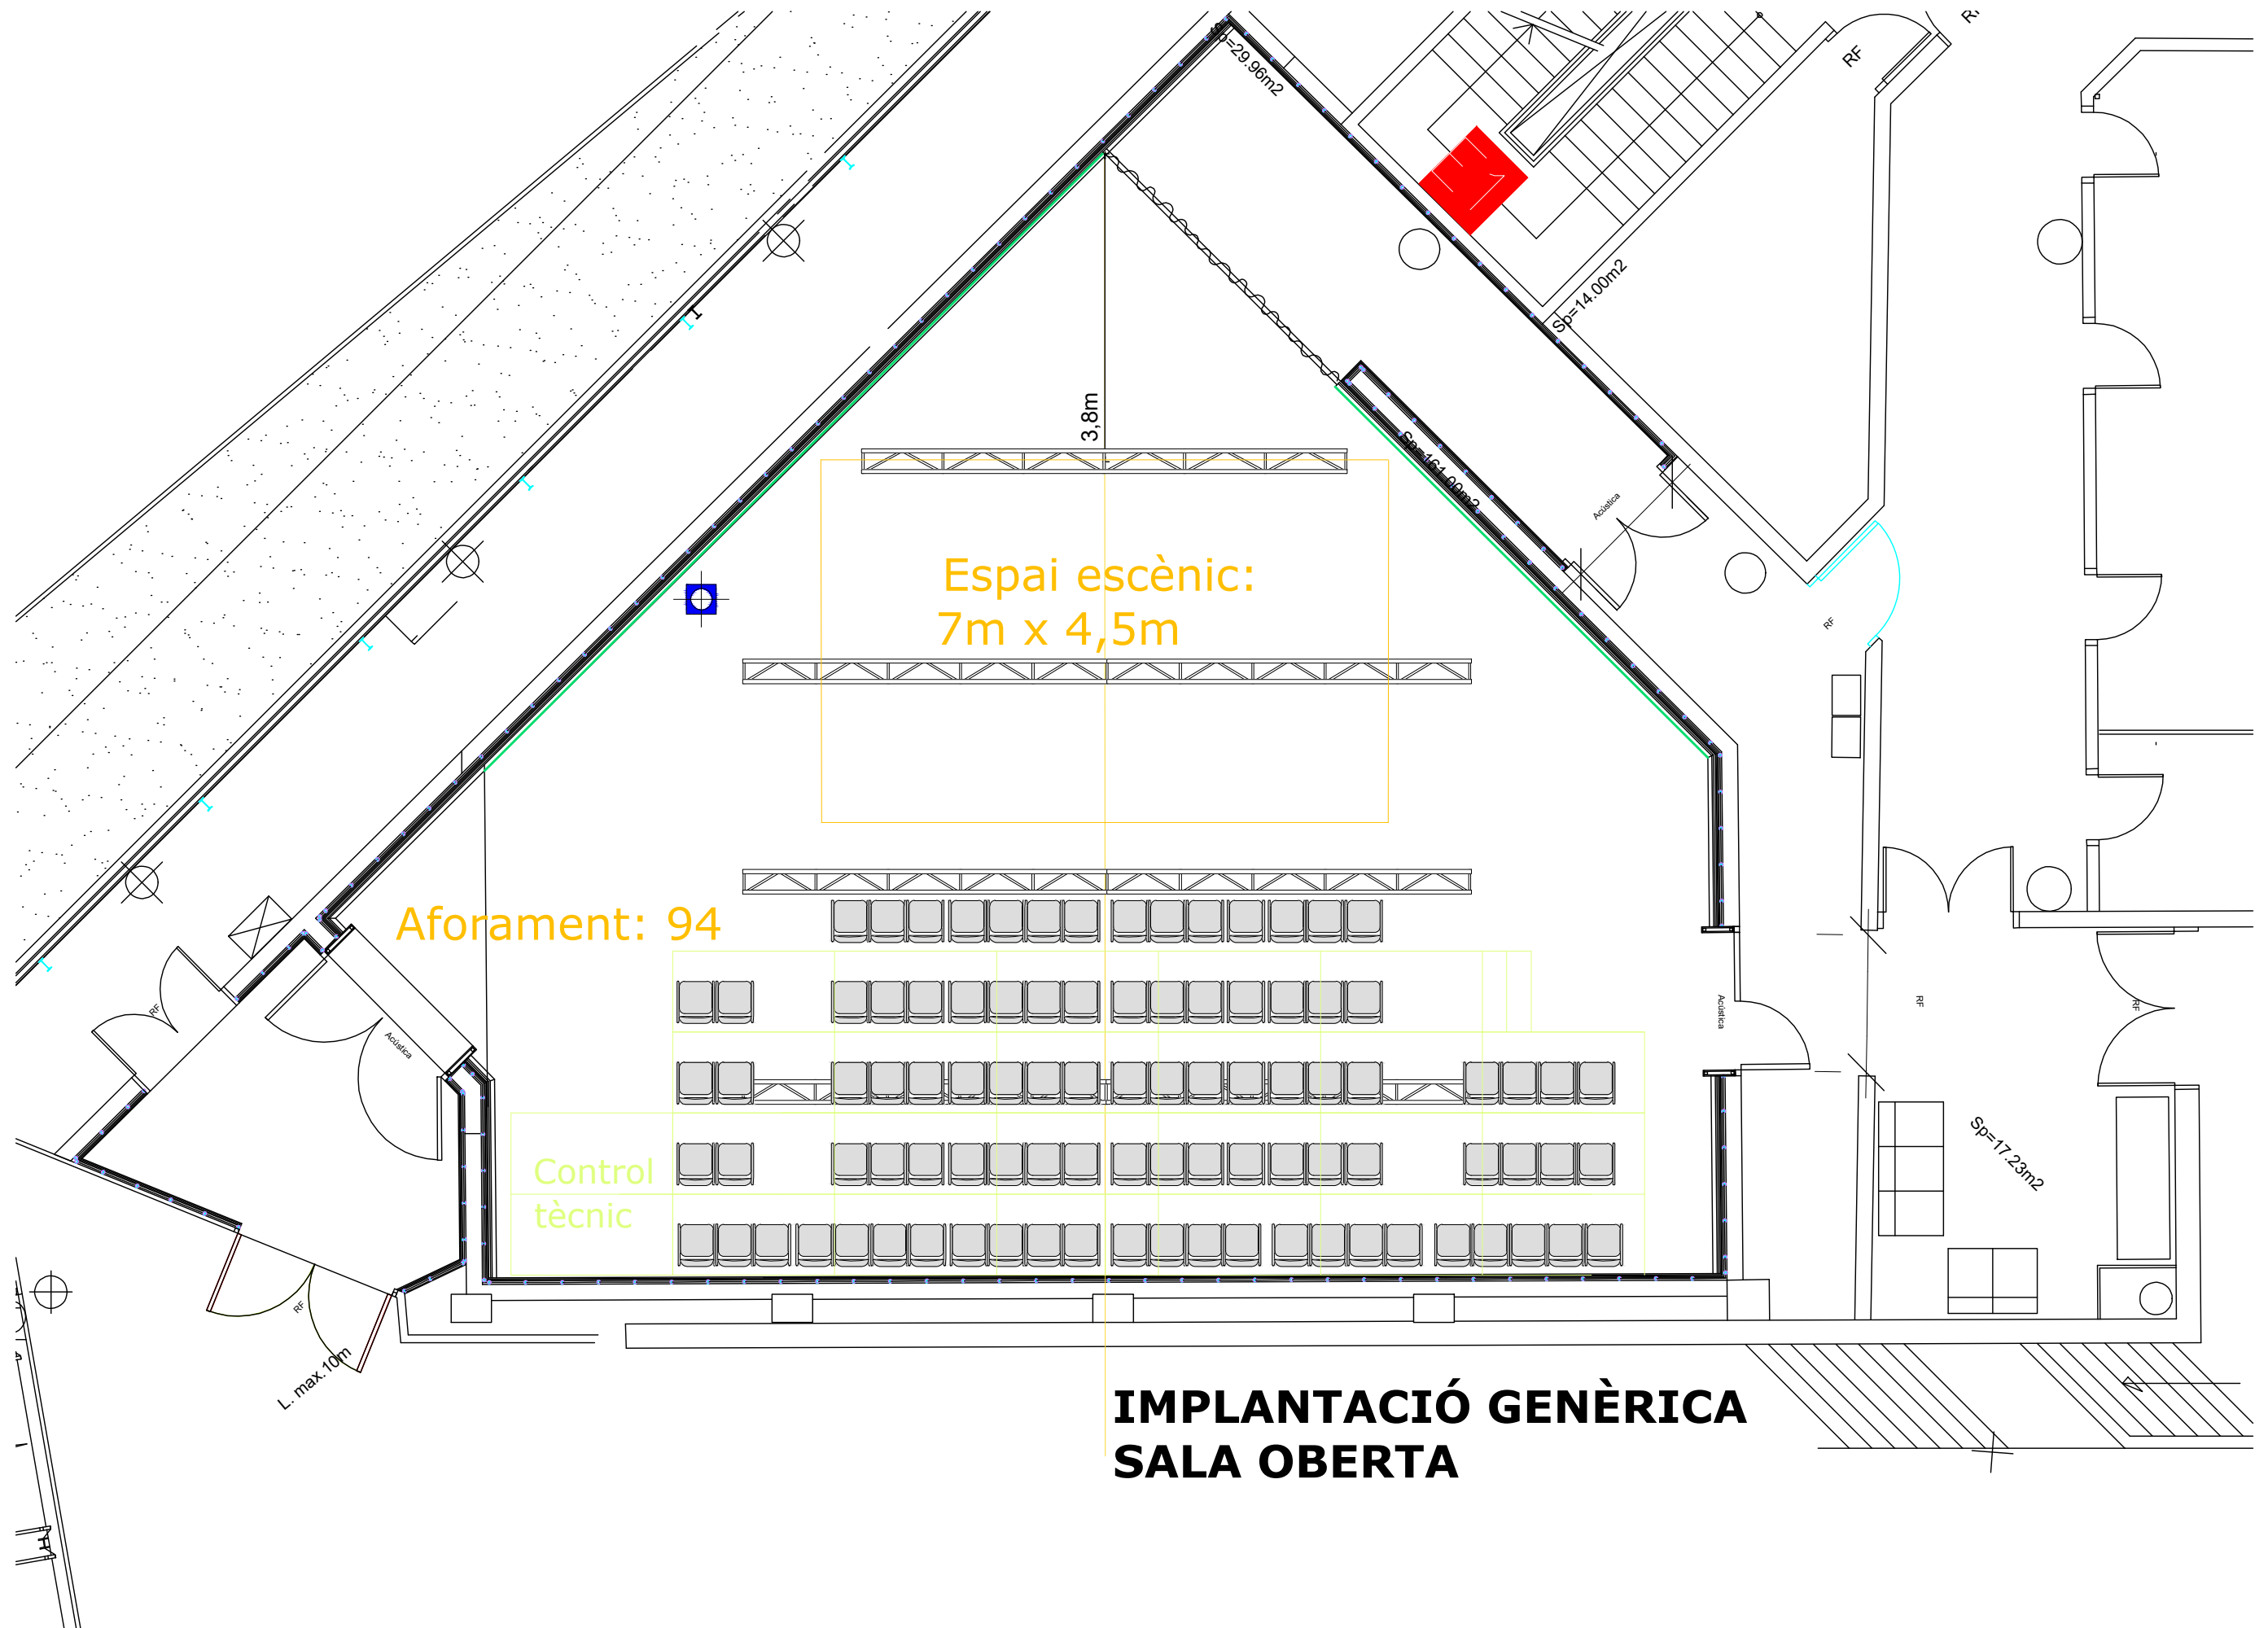 RF
Sp=29.96m2
Sp=14.00m2
3,8m
Sp=161.00m2
Acústica
Espai escènic:
7m x 4,5m
RF
Aforament: 94
RF
Acústica
Acústica
RF
RF
Control
tècnic
Sp=17.23m2
RF
L. max.10m
IMPLANTACIÓ GENÈRICA
SALA OBERTA